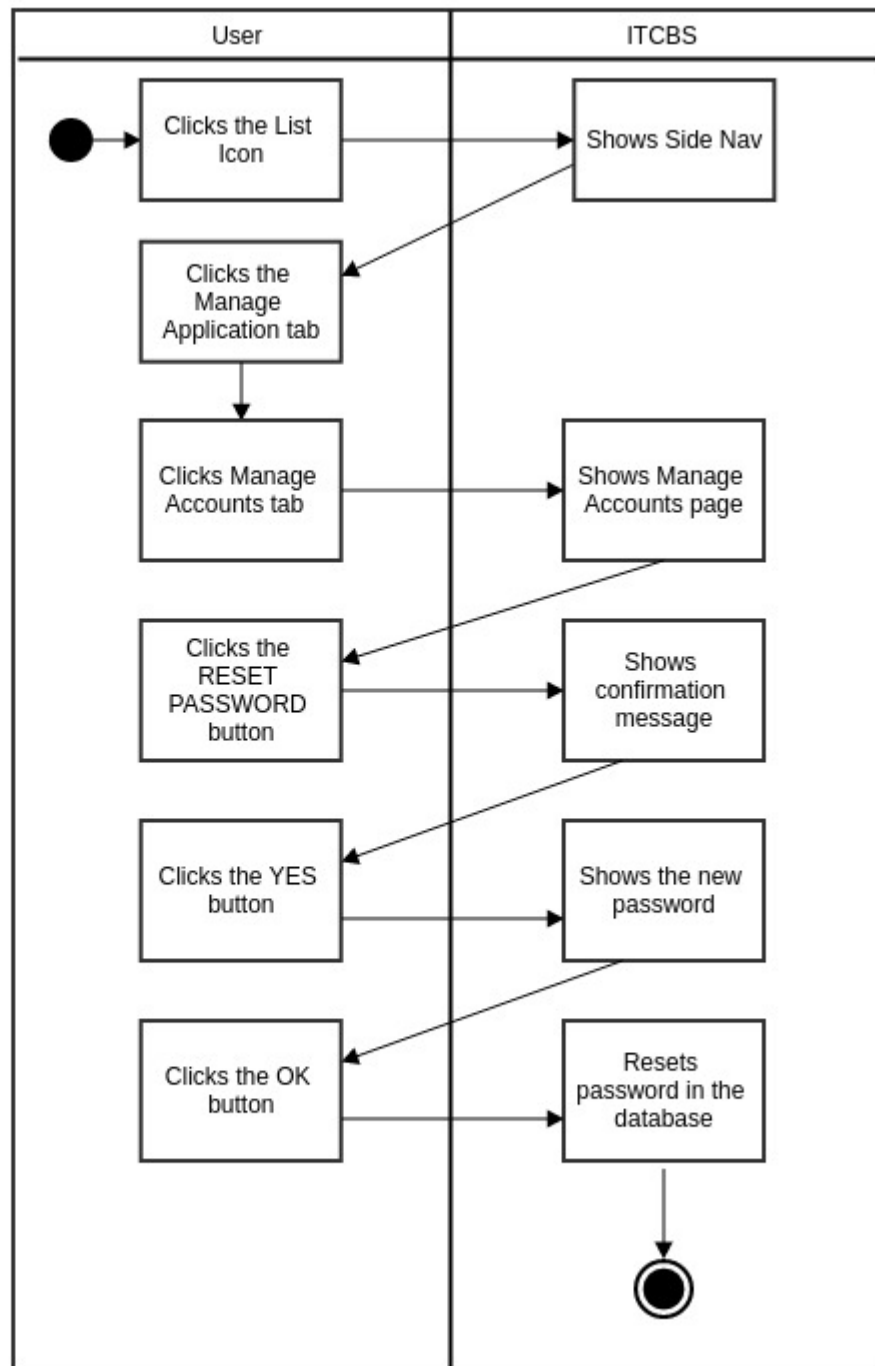 User
ITCBS
Clicks the List
Icon
Shows Side Nav
Clicks the
Manage
Application tab
Clicks Manage
Accounts tab
Shows Manage
Accounts page
Clicks the
RESET
PASSWORD
button
Shows
confirmation
message
Clicks the YES
button
Shows the new
password
Clicks the OK
button
Resets
password in the
database